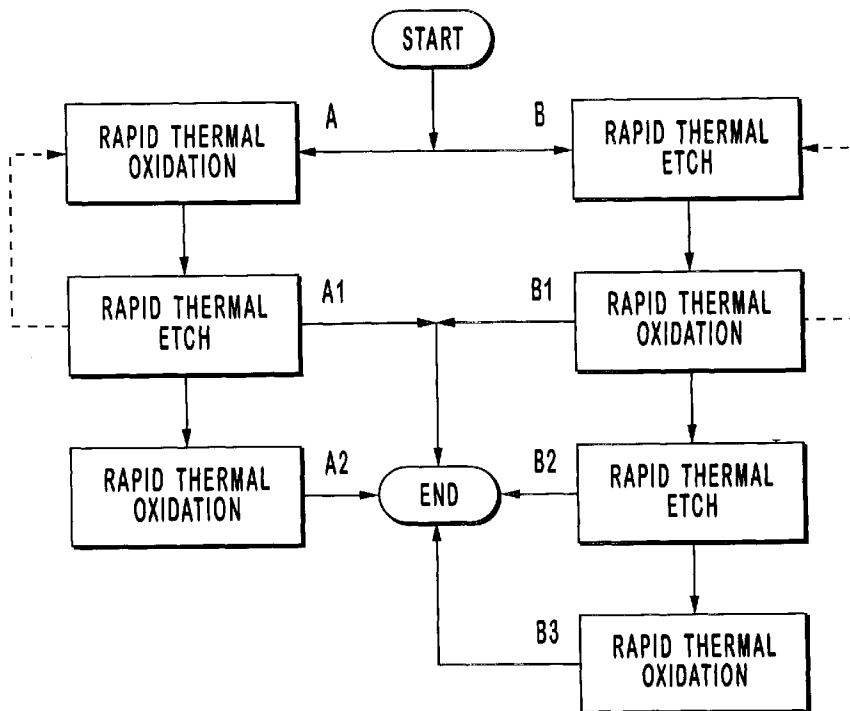 START
A
B
RAPID THERMAL
OXIDATION
RAPID THERMAL
ETCH
RAPID THERMAL
ETCH
A1
B1
RAPID THERMAL
OXIDATION
RAPID THERMAL
OXIDATION
A2
END
B2
RAPID THERMAL
ETCH
B3
RAPID THERMAL
OXIDATION